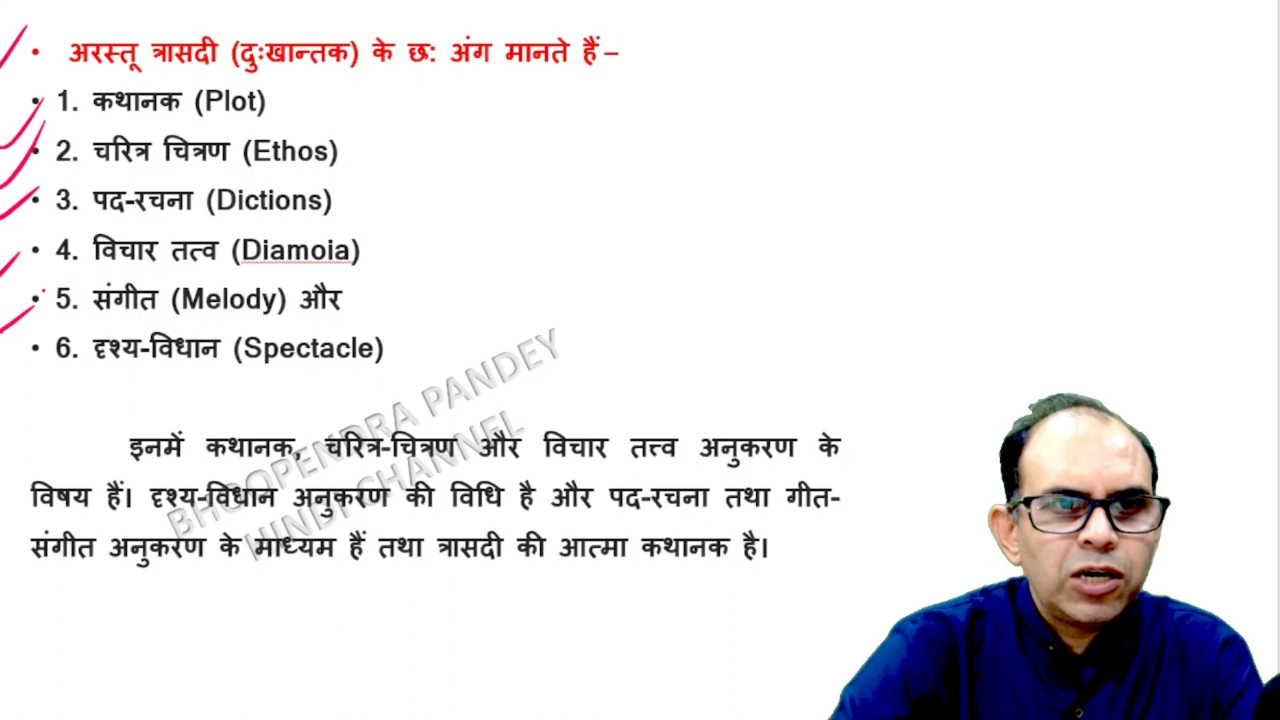 • अरस्तू त्रासदी (दुःखान्तक) के छ: अंग मानते हैं–
• 1. कथानक (Plot)
• 2. चरित्र चित्रण (Ethos)
• 3. पद-रचना (Dictions)
• 4. विचार तत्व (Diamoia)
• 5. संगीत (Melody) और
• 6. दृश्य-विधान (Spectacle)
इनमें कथानक, चरित्र-चित्रण और विचार तत्त्व अनुकरण के
विषय हैं। दृश्य-विधान अनुकरण की विधि है और पद-रचना तथा गीत-
संगीत अनुकरण के माध्यम हैं तथा त्रासदी की आत्मा कथानक है।
BHOOPENDRA PANDEY
HINDI CHANNEL